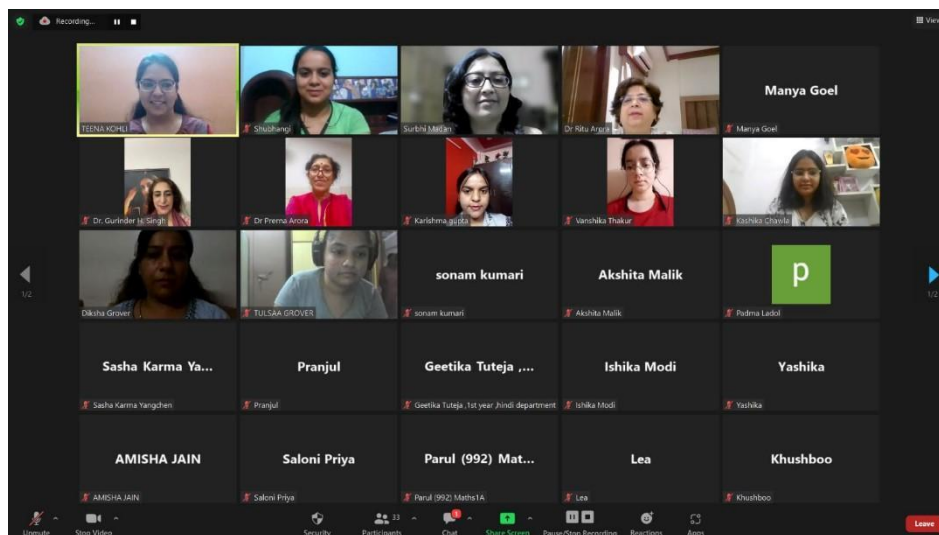 Recording...
View
TEENA KOHLI
Shubhangi
Surbhi Madan
Dr Ritu Arora
Manya Goel
Manya Goel
Dr. Gurinder H. Singh
Dr Prerna Arora
Karishma gupta
Vanshika Thakur
Kashika Chawla
1/2
1/2
Diksha Grover
TULSAA GROVER
sonam kumari
sonam kumari
Akshita Malik
Akshita Malik
p
Padma Ladol
Sasha Karma Ya...
Sasha Karma Yangchen
Pranjul
Pranjul
Geetika Tuteja ,...
Geetika Tuteja ,1st year ,hindi department
Ishika Modi
Ishika Modi
Yashika
Yashika
AMISHA JAIN
AMISHA JAIN
Saloni Priya
Saloni Priya
Parul (992) Mat...
Parul (992) Maths1A
Lea
Lea
Khushboo
Khushboo
Unmute
Stop Video
Security
Participants
33
Chat
1
Share Screen
Pause/Stop Recording
Reactions
Apps
Leave